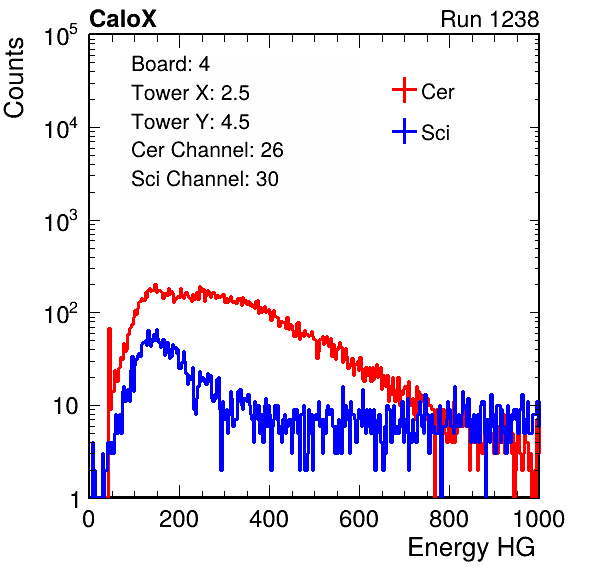 CaloX Run 1238
Counts
10^5
10^4
10^3
10^2
10
1
Board: 4
Tower X: 2.5
Tower Y: 4.5
Cer Channel: 26
Sci Channel: 30
Cer
Sci
0 200 400 600 800 1000
Energy HG